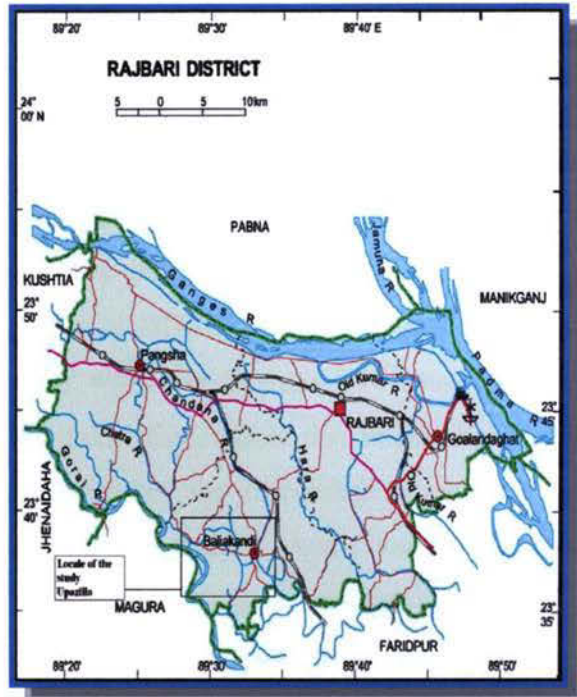 89°20' 89°30' 89°40' E
RAJBARI DISTRICT
5 0 5 10km
24°
00' N
PABNA
Jamuna R
KUSHTIA
Ganges R
MANIKGANJ
23°
50'
Padma R
Pangsha
Old Kumar R
Chandana R
RAJBARI
23°
45'
Goalandaghat
Chatra R
Hara R
Gorai R
Old Kumar R
JHENAIDAHA
23°
40'
Baliakandi
Locale of the
study
Upazilla
MAGURA
23°
35'
FARIDPUR
89°20' 89°30' 89°40' 89°50'